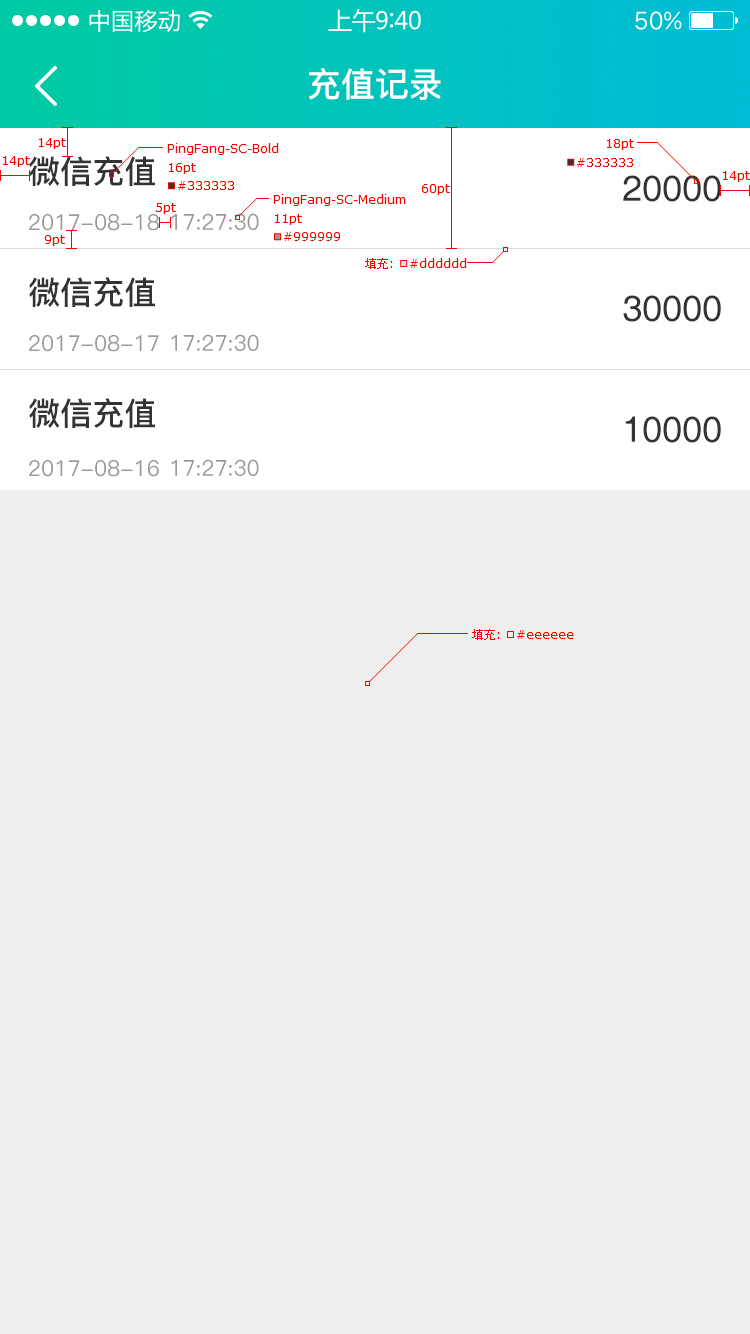 中国移动 上午9:40 50%
充值记录
14pt PingFang-SC-Bold 18pt
14pt 微信充值 16pt #333333 14pt
#333333 60pt 20000
5pt PingFang-SC-Medium
2017-08-18 17:27:30 11pt
9pt #999999
填充: #dddddd
微信充值 30000
2017-08-17 17:27:30
微信充值 10000
2017-08-16 17:27:30
填充: #eeeeee